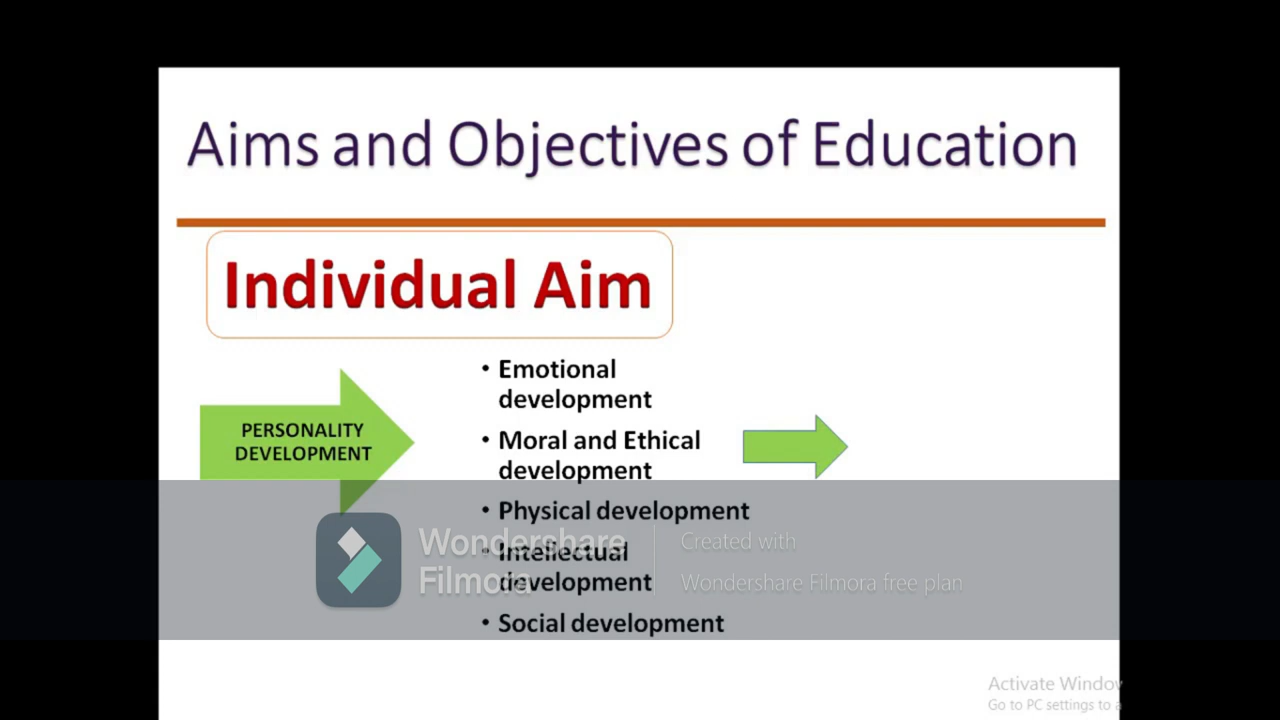 Aims and Objectives of Education
Individual Aim
PERSONALITY
DEVELOPMENT
• Emotional
development
• Moral and Ethical
development
• Physical development
• Intellectual
development
• Social development
Wondershare
Filmora
Created with
Wondershare Filmora free plan
Activate Window
Go to PC settings to a